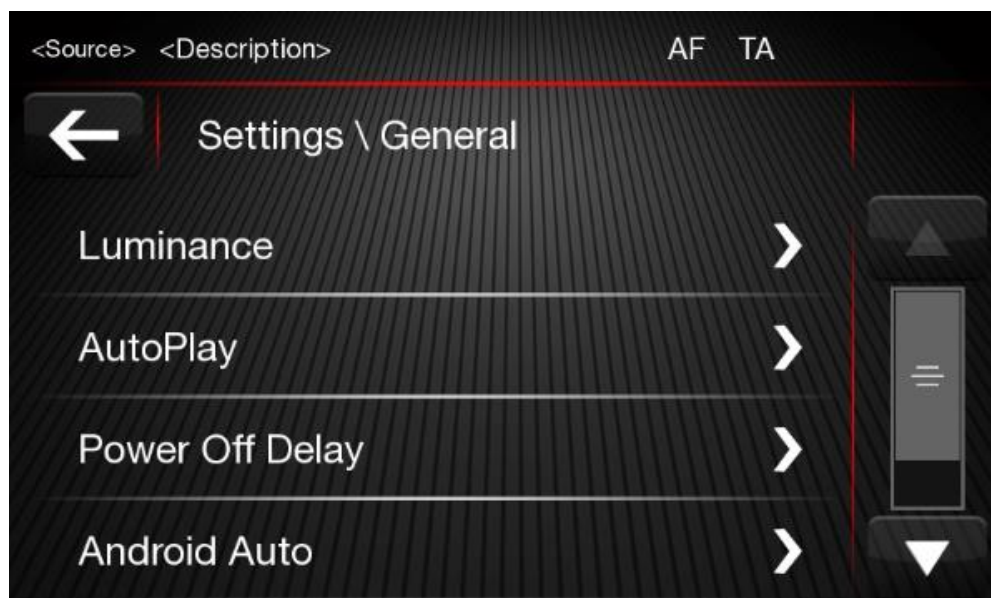 <Source> <Description> AF TA
Settings \ General
Luminance
AutoPlay
Power Off Delay
Android Auto